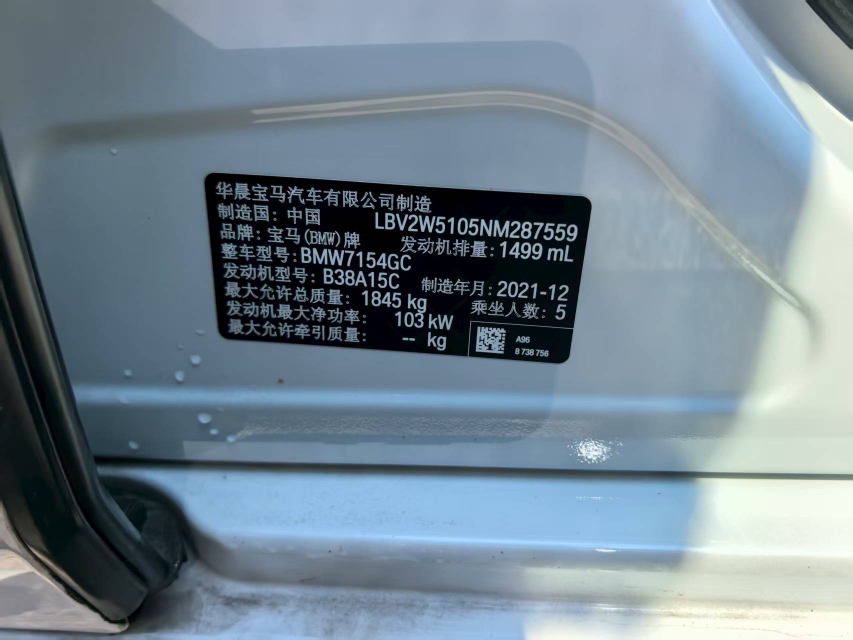 华晨宝马汽车有限公司制造
制造国: 中国 LBV2W5105NM287559
品牌: 宝马(BMW)牌 发动机排量: 1499 mL
整车型号: BMW7154GC
发动机型号: B38A15C 制造年月: 2021-12
最大允许总质量: 1845 kg 乘坐人数: 5
发动机最大净功率: 103 kW
最大允许牵引质量: -- kg
A96
8 738 756